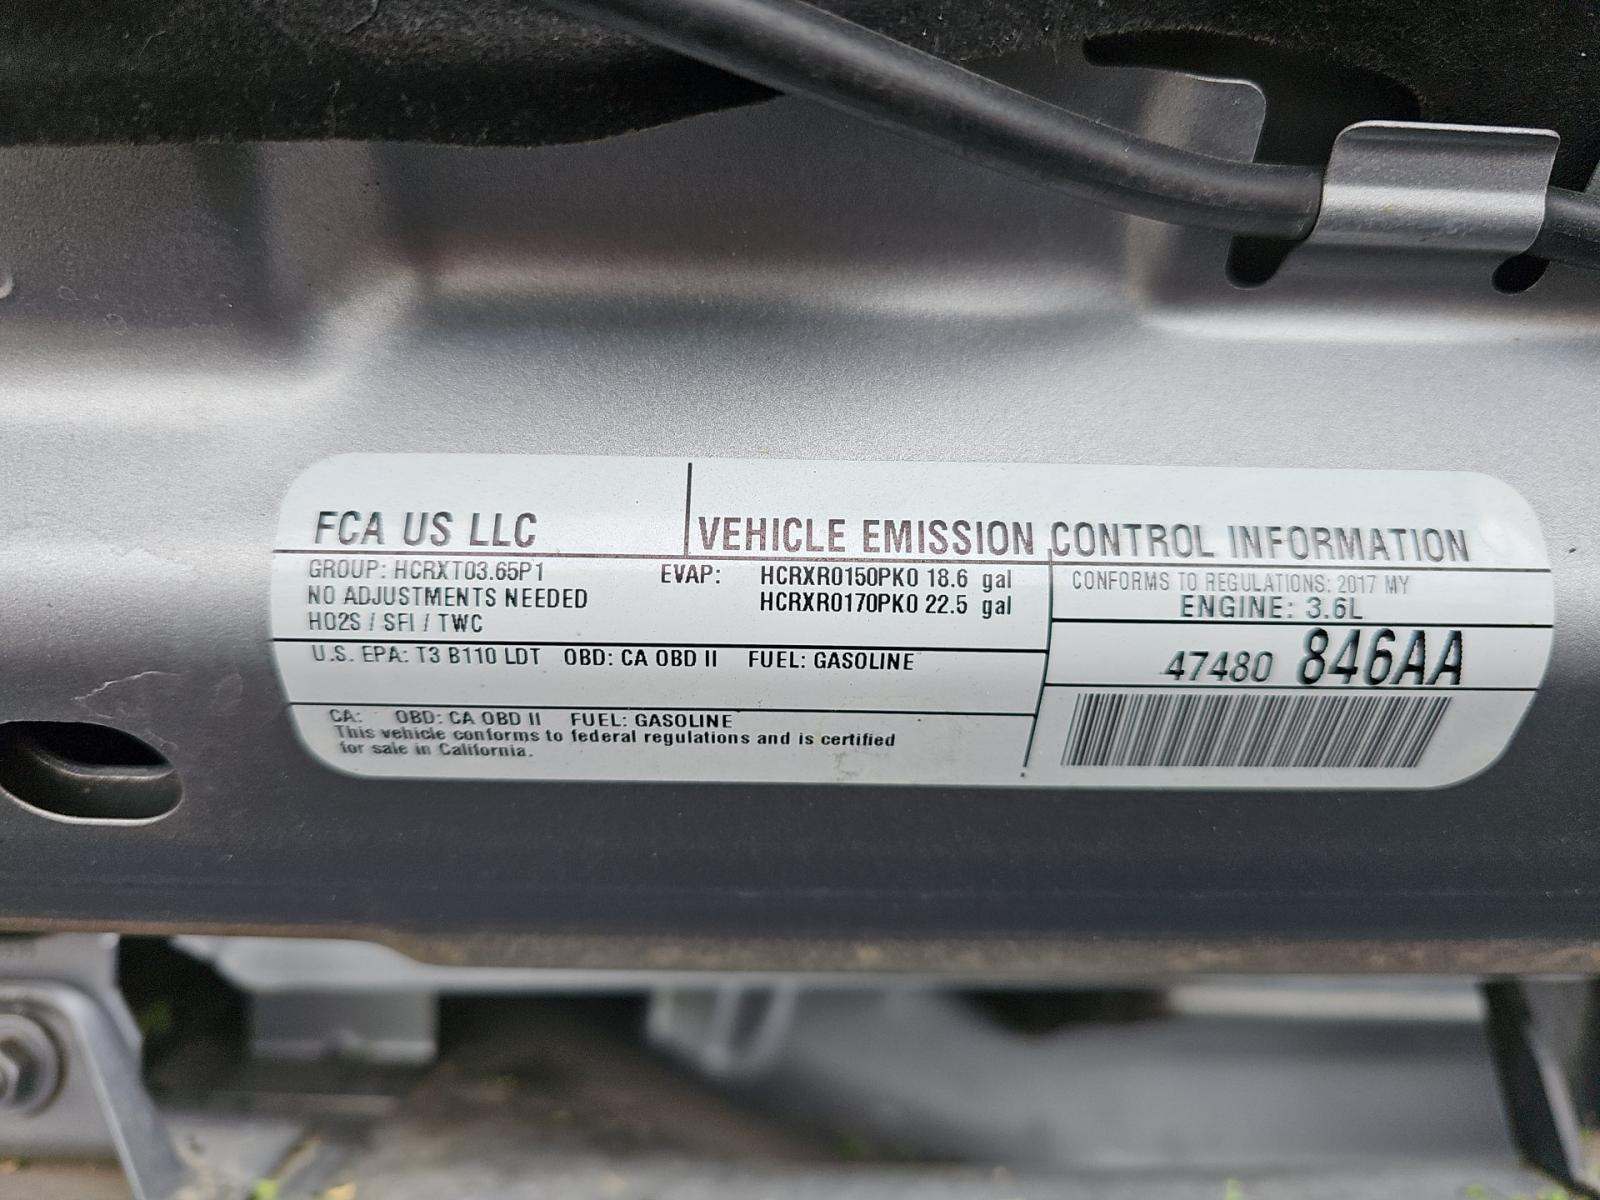 FCA US LLC
VEHICLE EMISSION CONTROL INFORMATION
GROUP: HCRXT03.65P1
NO ADJUSTMENTS NEEDED
HO2S / SFI / TWC
EVAP: HCRXR0150PK0 18.6 gal
HCRXR0170PK0 22.5 gal
CONFORMS TO REGULATIONS: 2017 MY
ENGINE: 3.6L
U.S. EPA: T3 B110 LDT OBD: CA OBD II FUEL: GASOLINE
47480 846AA
CA: OBD: CA OBD II FUEL: GASOLINE
This vehicle conforms to federal regulations and is certified
for sale in California.